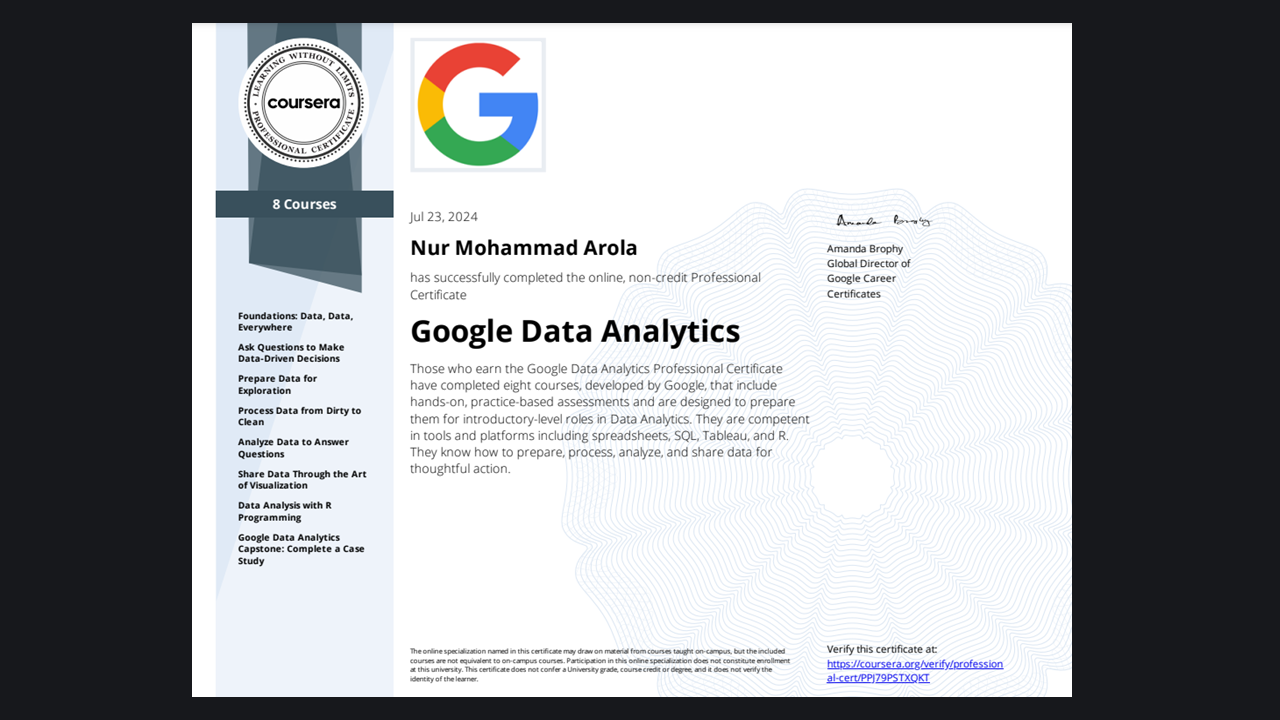 LEARNING WITHOUT LIMITS
coursera
PROFESSIONAL CERTIFICATE
8 Courses
Foundations: Data, Data,
Everywhere
Ask Questions to Make
Data-Driven Decisions
Prepare Data for
Exploration
Process Data from Dirty to
Clean
Analyze Data to Answer
Questions
Share Data Through the Art
of Visualization
Data Analysis with R
Programming
Google Data Analytics
Capstone: Complete a Case
Study
Jul 23, 2024
Nur Mohammad Arola
has successfully completed the online, non-credit Professional
Certificate
Google Data Analytics
Those who earn the Google Data Analytics Professional Certificate
have completed eight courses, developed by Google, that include
hands-on, practice-based assessments and are designed to prepare
them for introductory-level roles in Data Analytics. They are competent
in tools and platforms including spreadsheets, SQL, Tableau, and R.
They know how to prepare, process, analyze, and share data for
thoughtful action.
Amanda Brophy
Amanda Brophy
Global Director of
Google Career
Certificates
The online specialization named in this certificate may draw on material from courses taught on-campus, but the included
courses are not equivalent to on-campus courses. Participation in this online specialization does not constitute enrollment
at this university. This certificate does not confer a University grade, course credit or degree, and it does not verify the
identity of the learner.
Verify this certificate at:
https://coursera.org/verify/profession
al-cert/PPJ79PSTXQKT